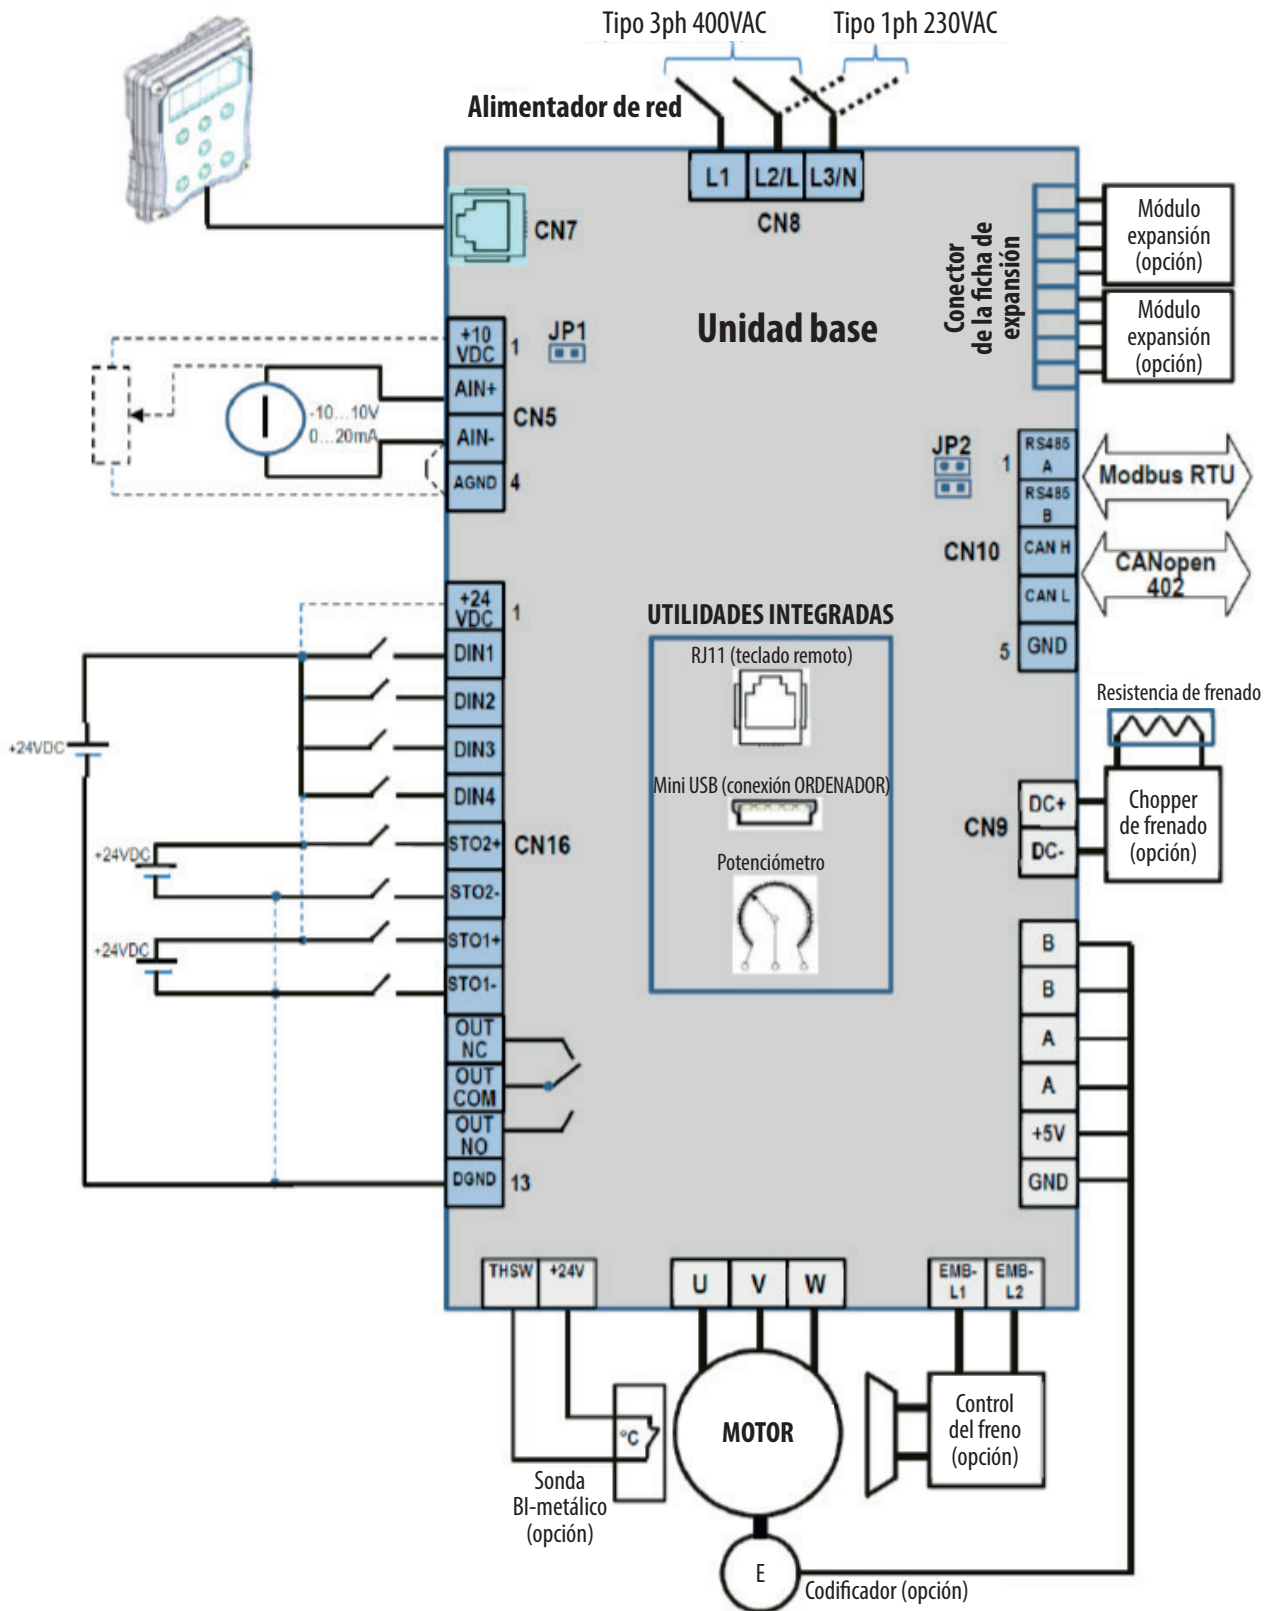 Tipo 3ph 400VAC
Tipo 1ph 230VAC
Alimentador de red
L1
L2/L
L3/N
CN8
CN7
Conector
de la ficha de
expansión
Módulo
expansión
(opción)
Módulo
expansión
(opción)
Unidad base
+10
VDC
1
JP1
AIN+
CN5
AIN-
AGND
4
-10...10V
0...20mA
JP2
1
RS485
A
RS485
B
CN10
CAN H
CAN L
5
GND
Modbus RTU
CANopen
402
+24
VDC
1
DIN1
DIN2
DIN3
DIN4
STO2+
CN16
STO2-
STO1+
STO1-
OUT
NC
OUT
COM
OUT
NO
DGND
13
+24VDC
+24VDC
+24VDC
UTILIDADES INTEGRADAS
RJ11 (teclado remoto)
Mini USB (conexión ORDENADOR)
Potenciómetro
Resistencia de frenado
CN9
DC+
DC-
Chopper
de frenado
(opción)
B
B
A
A
+5V
GND
THSW
+24V
U
V
W
EMB-
L1
EMB-
L2
°C
Sonda
BI-metálico
(opción)
MOTOR
Control
del freno
(opción)
E
Codificador (opción)